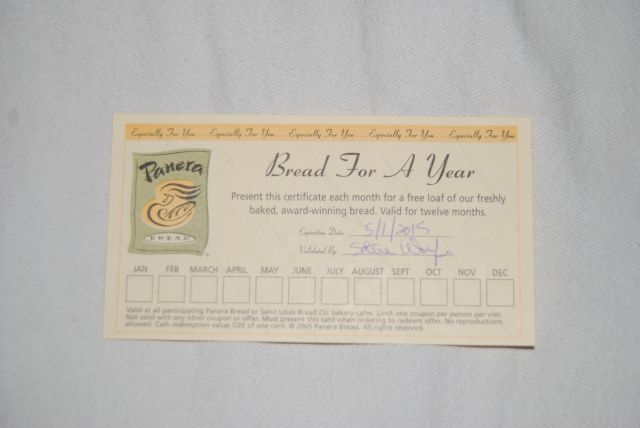 Especially For You . . . Especially For You . . . Especially For You . . . Especially For You . . . Especially For You
Panera
BREAD
Bread For A Year
Present this certificate each month for a free loaf of our freshly
baked, award-winning bread. Valid for twelve months.
Expiration Date: 5/1/2015
Validated By: Steve
JAN FEB MARCH APRIL MAY JUNE JULY AUGUST SEPT OCT NOV DEC
Valid at all participating Panera Bread or Saint Louis Bread Co. bakery-cafes. Limit one coupon per person per visit.
Not valid with any other coupon or offer. Must present this card when ordering to redeem offer. No reproductions
allowed. Cash redemption value 1/20 of one cent. © 2005 Panera Bread. All rights reserved.